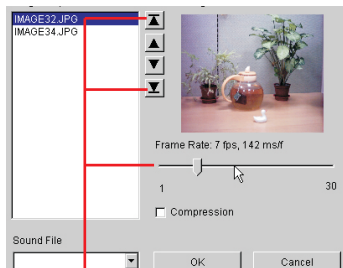 IMAGE32.JPG
IMAGE34.JPG
Frame Rate: 7 fps, 142 ms/f
1 30
Compression
Sound File
OK Cancel